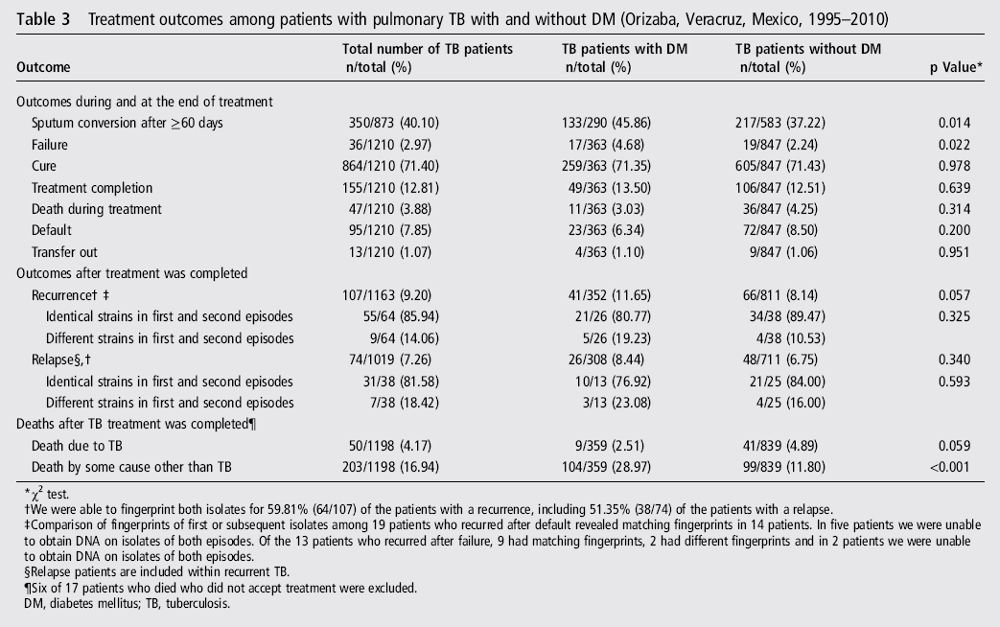 Table 3 Treatment outcomes among patients with pulmonary TB with and without DM (Orizaba, Veracruz, Mexico, 1995–2010)
Outcome Total number of TB patients n/total (%) TB patients with DM n/total (%) TB patients without DM n/total (%) p Value*
Outcomes during and at the end of treatment
Sputum conversion after ≥60 days 350/873 (40.10) 133/290 (45.86) 217/583 (37.22) 0.014
Failure 36/1210 (2.97) 17/363 (4.68) 19/847 (2.24) 0.022
Cure 864/1210 (71.40) 259/363 (71.35) 605/847 (71.43) 0.978
Treatment completion 155/1210 (12.81) 49/363 (13.50) 106/847 (12.51) 0.639
Death during treatment 47/1210 (3.88) 11/363 (3.03) 36/847 (4.25) 0.314
Default 95/1210 (7.85) 23/363 (6.34) 72/847 (8.50) 0.200
Transfer out 13/1210 (1.07) 4/363 (1.10) 9/847 (1.06) 0.951
Outcomes after treatment was completed
Recurrence† ‡ 107/1163 (9.20) 41/352 (11.65) 66/811 (8.14) 0.057
Identical strains in first and second episodes 55/64 (85.94) 21/26 (80.77) 34/38 (89.47) 0.325
Different strains in first and second episodes 9/64 (14.06) 5/26 (19.23) 4/38 (10.53)
Relapse§,† 74/1019 (7.26) 26/308 (8.44) 48/711 (6.75) 0.340
Identical strains in first and second episodes 31/38 (81.58) 10/13 (76.92) 21/25 (84.00) 0.593
Different strains in first and second episodes 7/38 (18.42) 3/13 (23.08) 4/25 (16.00)
Deaths after TB treatment was completed¶
Death due to TB 50/1198 (4.17) 9/359 (2.51) 41/839 (4.89) 0.059
Death by some cause other than TB 203/1198 (16.94) 104/359 (28.97) 99/839 (11.80) <0.001
*χ² test.
†We were able to fingerprint both isolates for 59.81% (64/107) of the patients with a recurrence, including 51.35% (38/74) of the patients with a relapse.
‡Comparison of fingerprints of first or subsequent isolates among 19 patients who recurred after default revealed matching fingerprints in 14 patients. In five patients we were unable
to obtain DNA on isolates of both episodes. Of the 13 patients who recurred after failure, 9 had matching fingerprints, 2 had different fingerprints and in 2 patients we were unable
to obtain DNA on isolates of both episodes.
§Relapse patients are included within recurrent TB.
¶Six of 17 patients who died who did not accept treatment were excluded.
DM, diabetes mellitus; TB, tuberculosis.